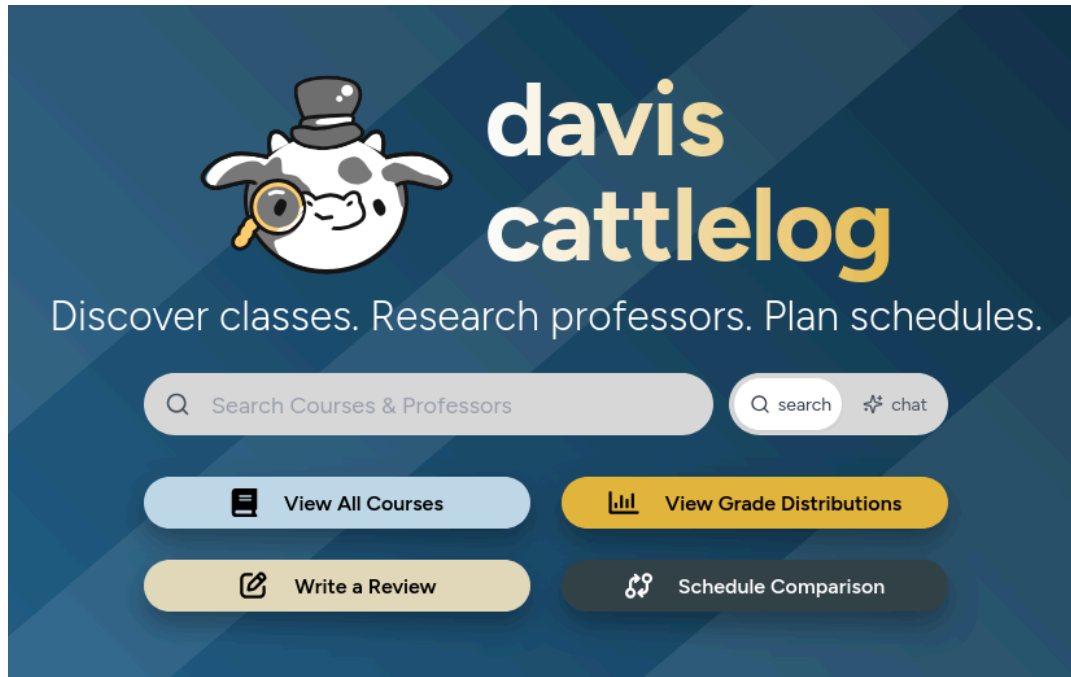 davis
cattlelog
Discover classes. Research professors. Plan schedules.
Search Courses & Professors
search
chat
View All Courses
View Grade Distributions
Write a Review
Schedule Comparison